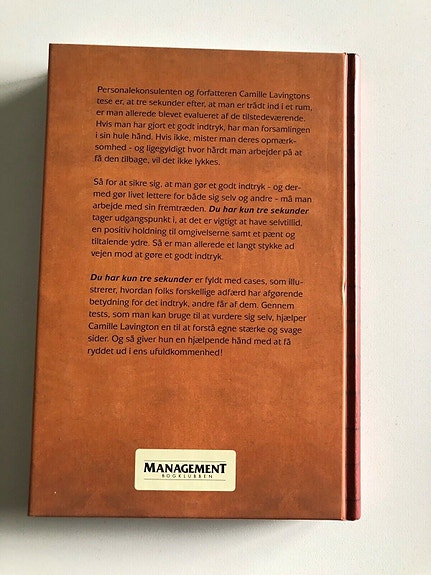 Personalekonsulenten og forfatteren Camille Lavingtons
tese er, at tre sekunder efter, at man er trådt ind i et rum,
er man allerede blevet evalueret af de tilstedeværende.
Hvis man har gjort et godt indtryk, har man forsamlingen
i sin hule hånd. Hvis ikke, mister man deres opmærk-
somhed – og ligegyldigt hvor hårdt man arbejder på at
få den tilbage, vil det ikke lykkes.
Så for at sikre sig, at man gør et godt indtryk – og der-
med gør livet lettere for både sig selv og andre – må man
arbejde med sin fremtræden. Du har kun tre sekunder
tager udgangspunkt i, at det er vigtigt at have selvtillid,
en positiv holdning til omgivelserne samt et pænt og
tiltalende ydre. Så er man allerede et langt stykke ad
vejen mod at gøre et godt indtryk.
Du har kun tre sekunder er fyldt med cases, som illu-
strerer, hvordan folks forskellige adfærd har afgørende
betydning for det indtryk, andre får af dem. Gennem
tests, som man kan bruge til at vurdere sig selv, hjælper
Camille Lavington en til at forstå egne stærke og svage
sider. Og så giver hun en hjælpende hånd med at få
ryddet ud i ens ufuldkommenhed!
MANAGEMENT
BOGKLUBBEN